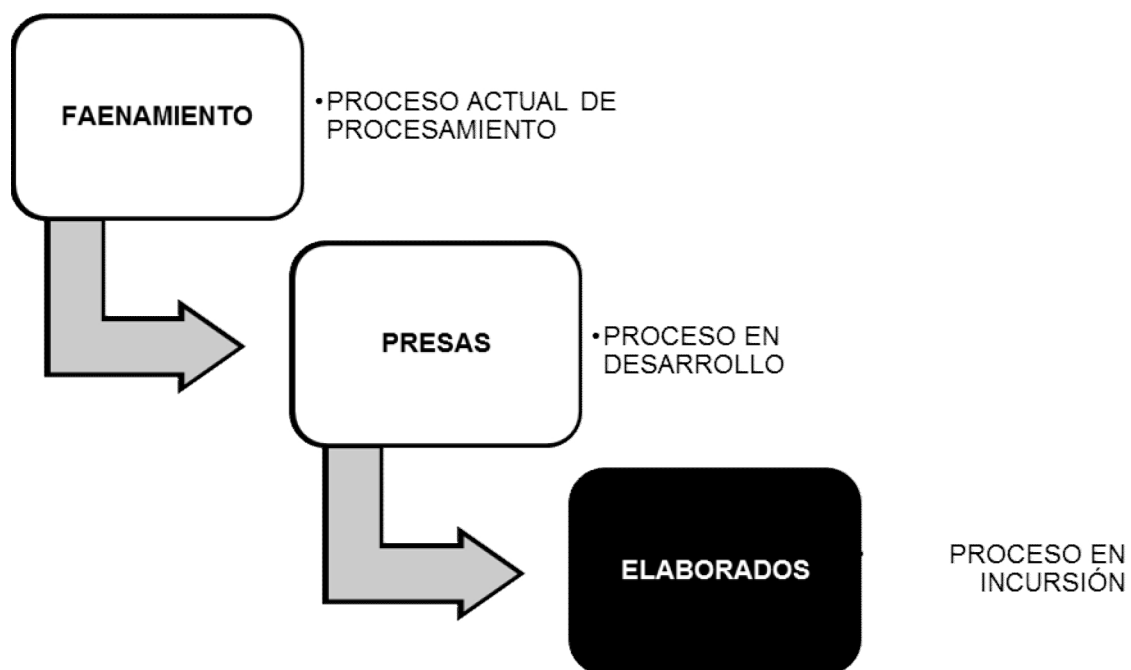 FAENAMIENTO
•PROCESO ACTUAL DE
PROCESAMIENTO
PRESAS
•PROCESO EN
DESARROLLO
ELABORADOS
• PROCESO EN
INCURSIÓN